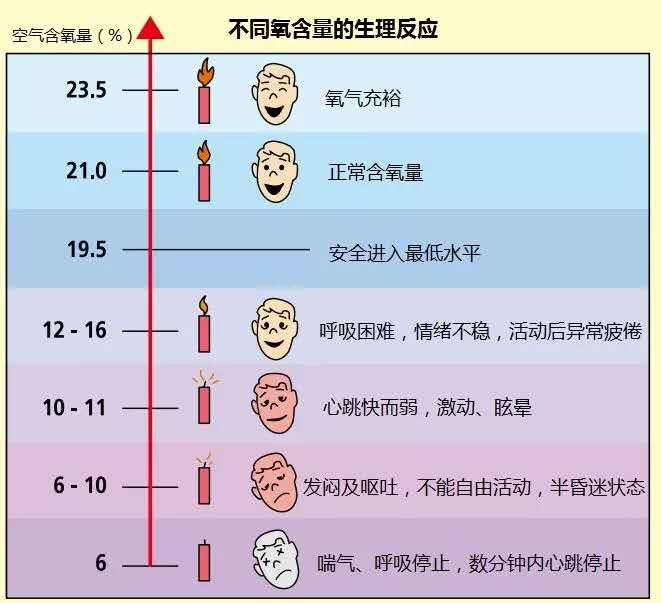 不同氧含量的生理反应
空气含氧量（%）
23.5 氧气充裕
21.0 正常含氧量
19.5 安全进入最低水平
12 - 16 呼吸困难，情绪不稳，活动后异常疲倦
10 - 11 心跳快而弱，激动、眩晕
6 - 10 发闷及呕吐，不能自由活动，半昏迷状态
6 喘气、呼吸停止，数分钟内心跳停止